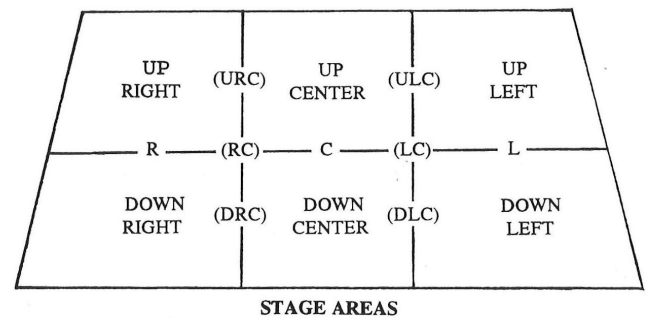 UP RIGHT (URC) UP CENTER (ULC) UP LEFT
R (RC) C (LC) L
DOWN RIGHT (DRC) DOWN CENTER (DLC) DOWN LEFT
STAGE AREAS